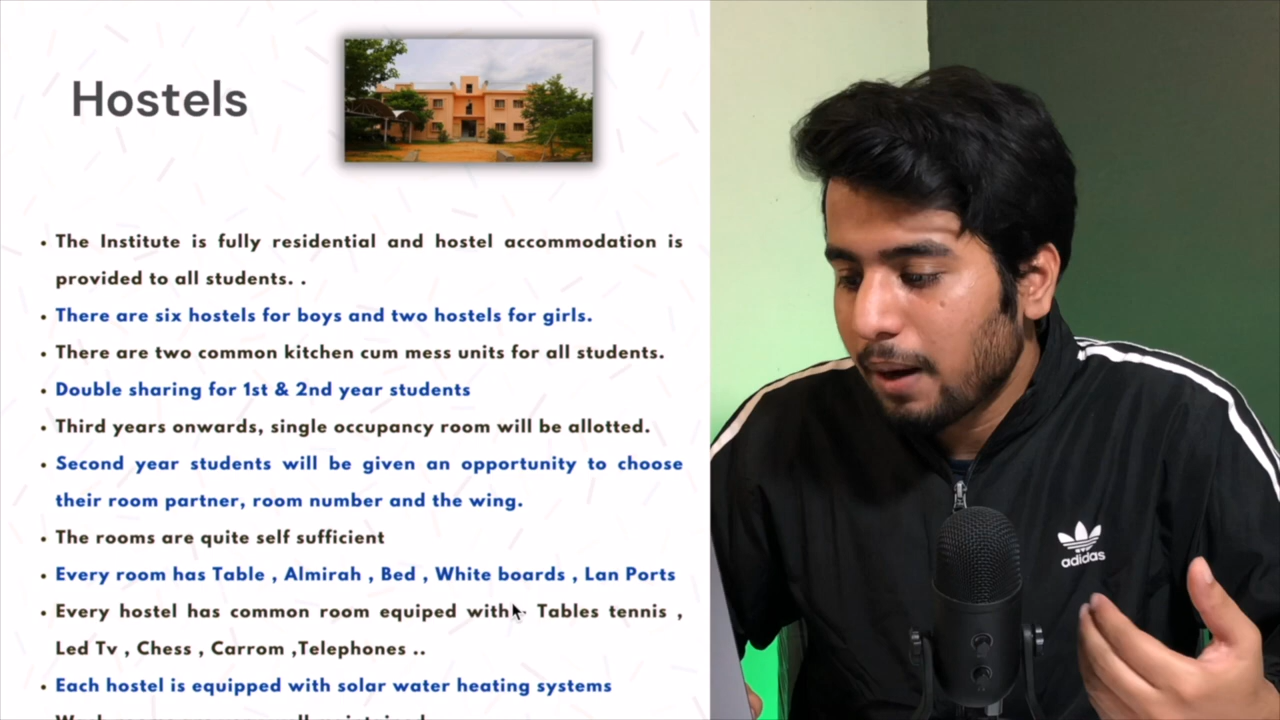 Hostels
• The Institute is fully residential and hostel accommodation is
provided to all students. .
• There are six hostels for boys and two hostels for girls.
• There are two common kitchen cum mess units for all students.
• Double sharing for 1st & 2nd year students
• Third years onwards, single occupancy room will be allotted.
• Second year students will be given an opportunity to choose
their room partner, room number and the wing.
• The rooms are quite self sufficient
• Every room has Table , Almirah , Bed , White boards , Lan Ports
• Every hostel has common room equiped with Tables tennis ,
Led Tv , Chess , Carrom ,Telephones ..
• Each hostel is equipped with solar water heating systems
adidas